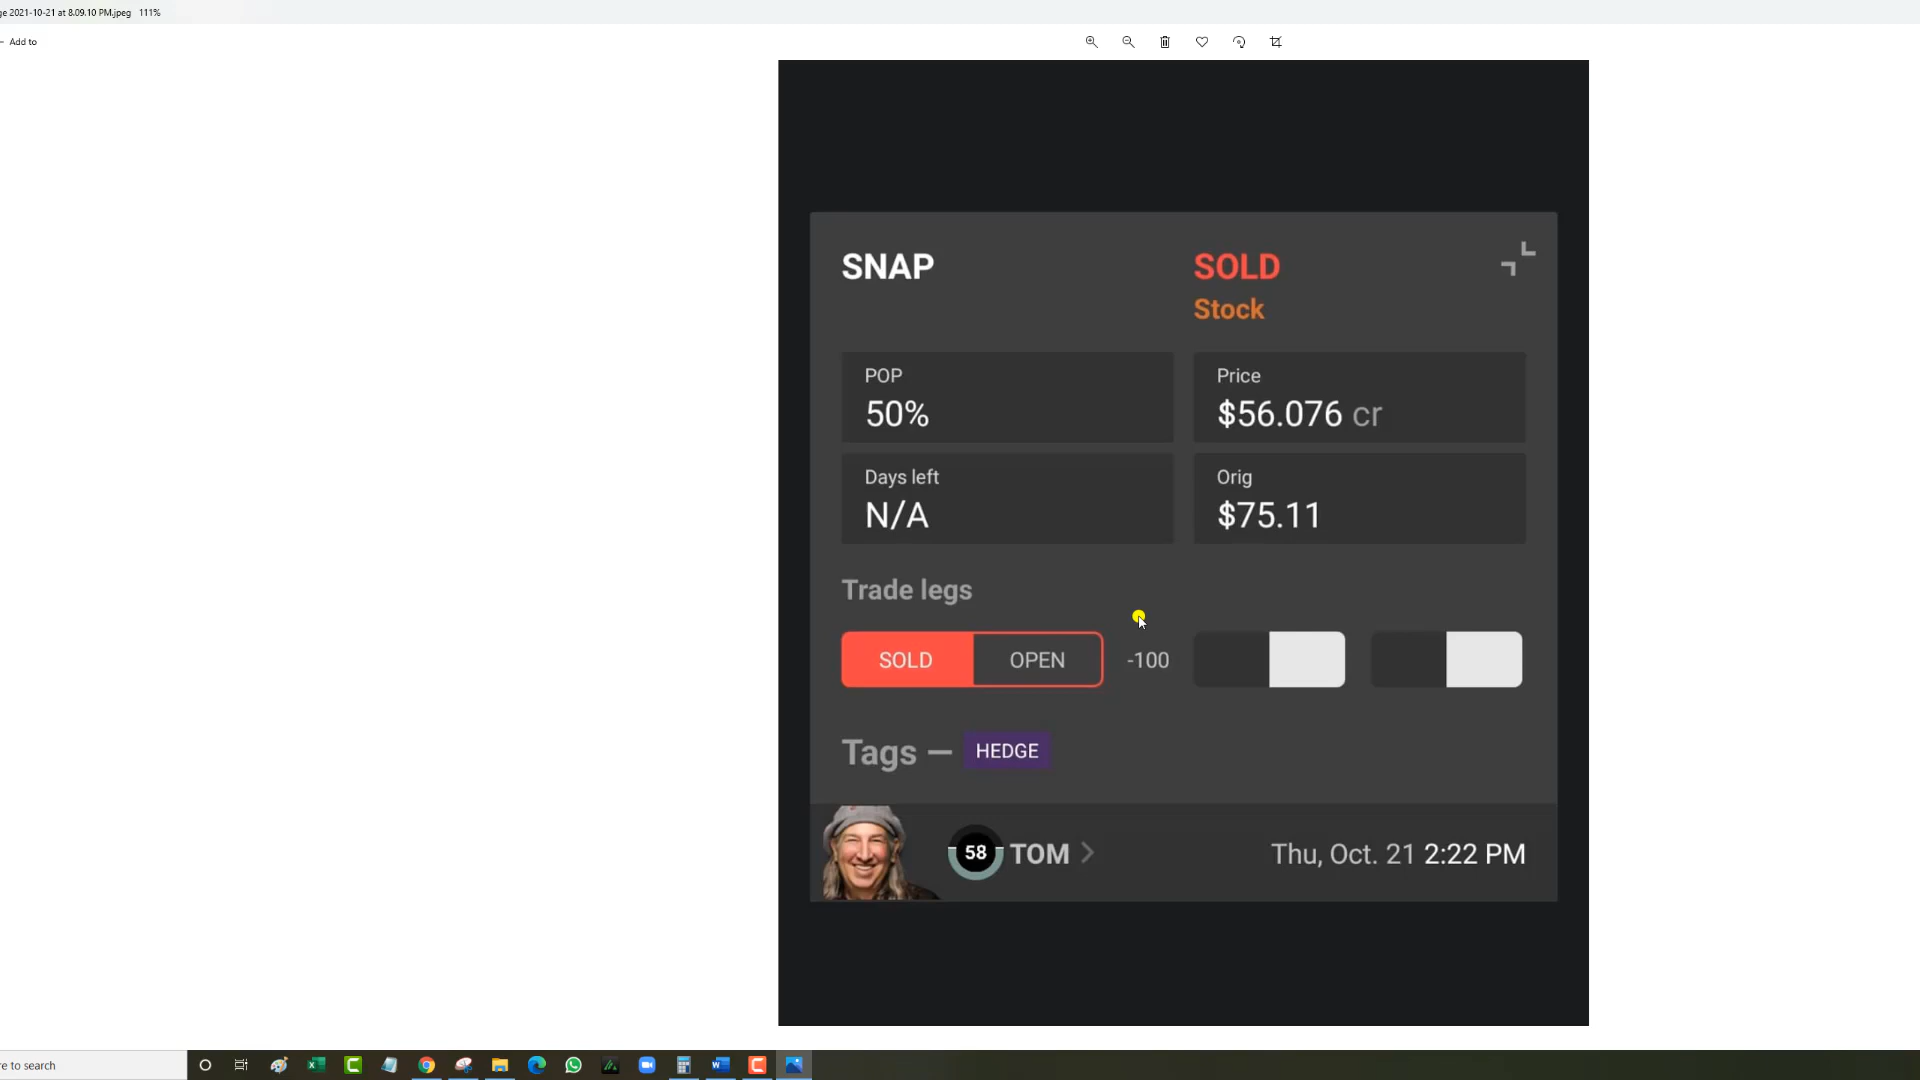 ge 2021-10-21 at 8.09.10 PM.jpeg 111%
Add to
SNAP
SOLD
Stock
POP
50%
Price
$56.076 cr
Days left
N/A
Orig
$75.11
Trade legs
SOLD OPEN -100
Tags — HEDGE
58 TOM
Thu, Oct. 21 2:22 PM
re to search